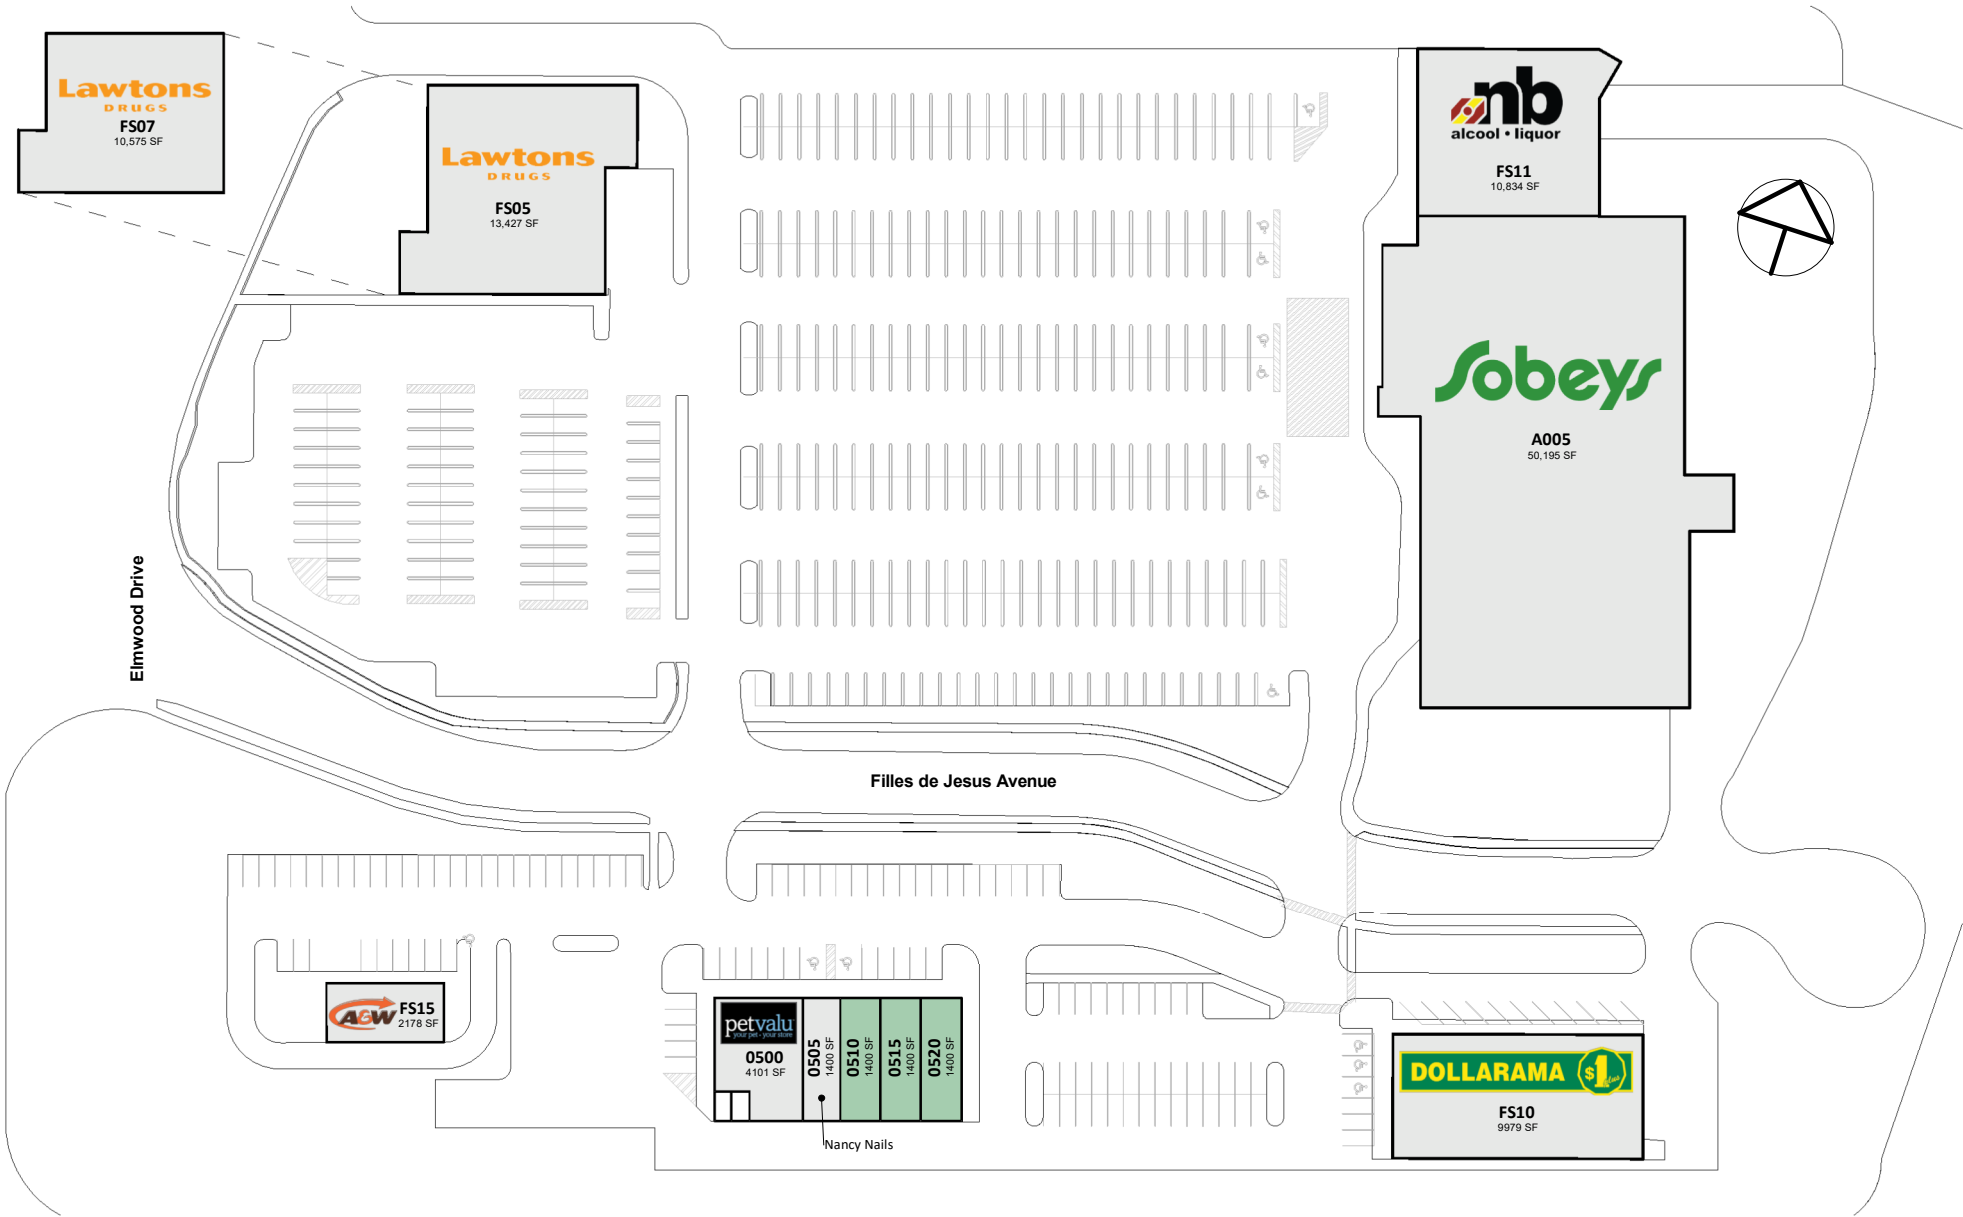 Lawtons
DRUGS
FS07
10,575 SF
Lawtons
DRUGS
FS05
13,427 SF
nb
alcool • liquor
FS11
10,834 SF
Sobeys
A005
50,195 SF
Elmwood Drive
Filles de Jesus Avenue
A&W
FS15
2178 SF
petvalu
your pet • your store
0500
4101 SF
0505
1400 SF
0510
1400 SF
0515
1400 SF
0520
1400 SF
Nancy Nails
DOLLARAMA $1 plus
FS10
9979 SF